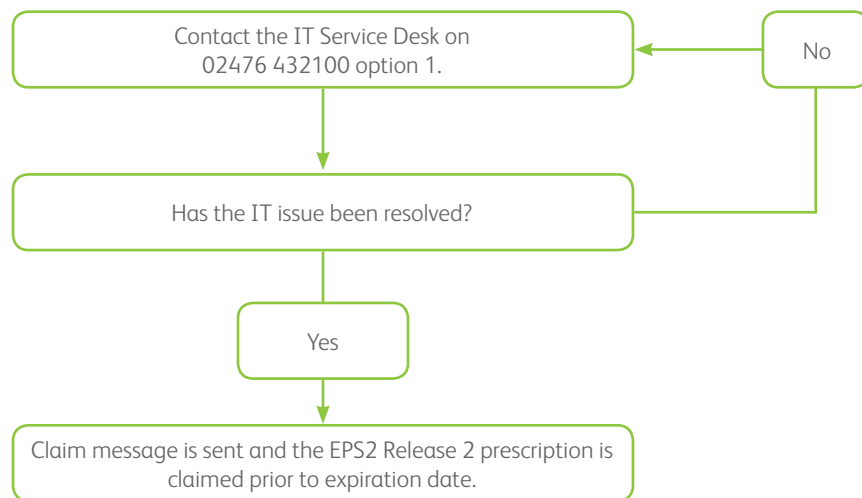 Contact the IT Service Desk on
02476 432100 option 1.
No
Has the IT issue been resolved?
Yes
Claim message is sent and the EPS2 Release 2 prescription is
claimed prior to expiration date.